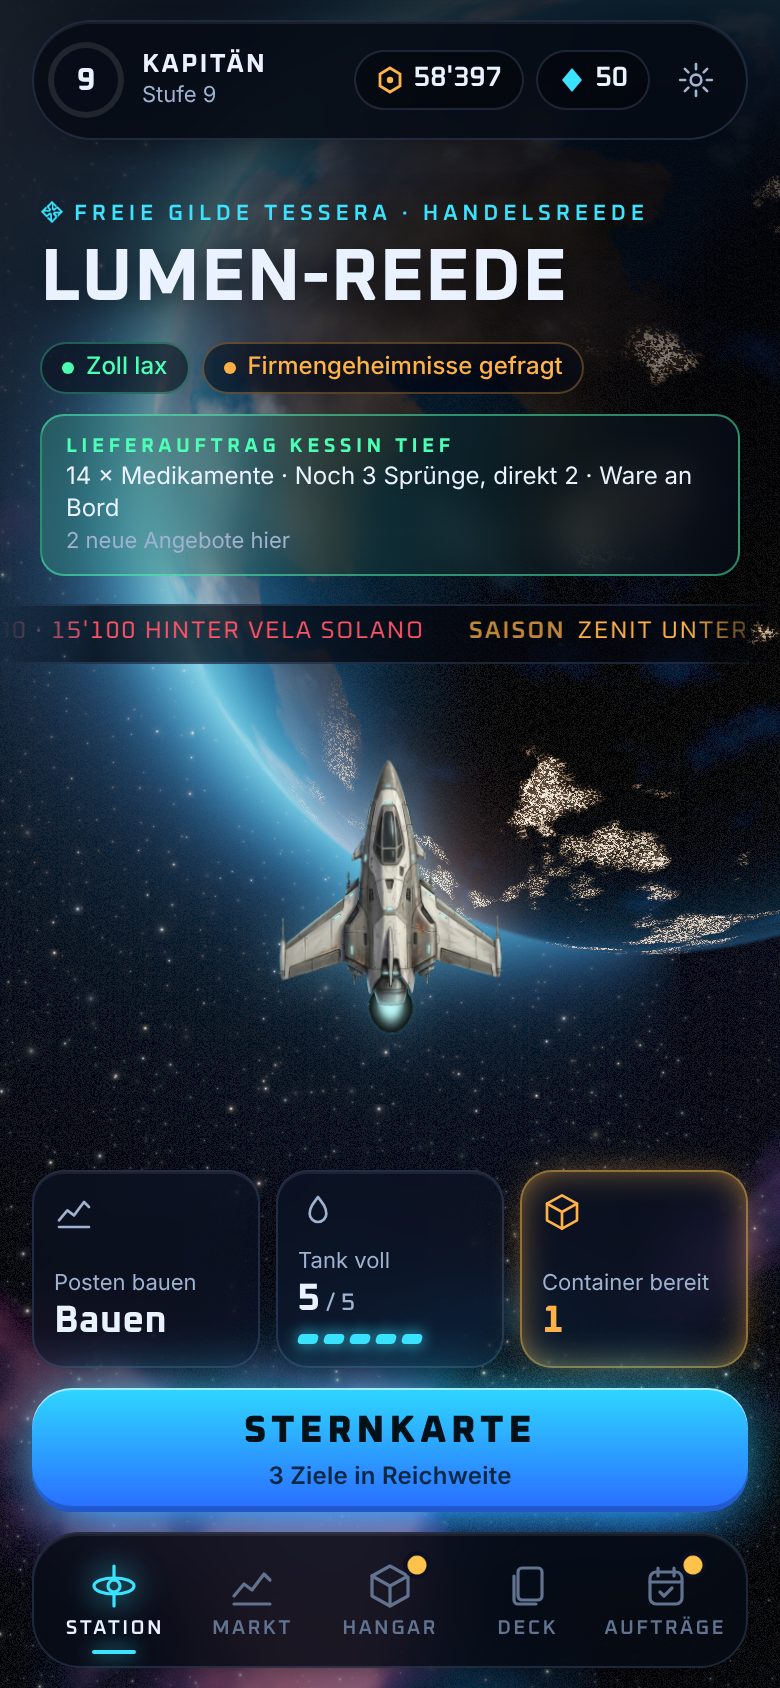 9
KAPITÄN
Stufe 9
58'397
50
FREIE GILDE TESSERA · HANDELSREEDE
LUMEN-REEDE
Zoll lax
Firmengeheimnisse gefragt
LIEFERAUFTRAG KESSIN TIEF
14 × Medikamente · Noch 3 Sprünge, direkt 2 · Ware an
Bord
2 neue Angebote hier
0 · 15'100 HINTER VELA SOLANO SAISON ZENIT UNTER
Posten bauen
Bauen
Tank voll
5 / 5
Container bereit
1
STERNKARTE
3 Ziele in Reichweite
STATION
MARKT
HANGAR
DECK
AUFTRÄGE